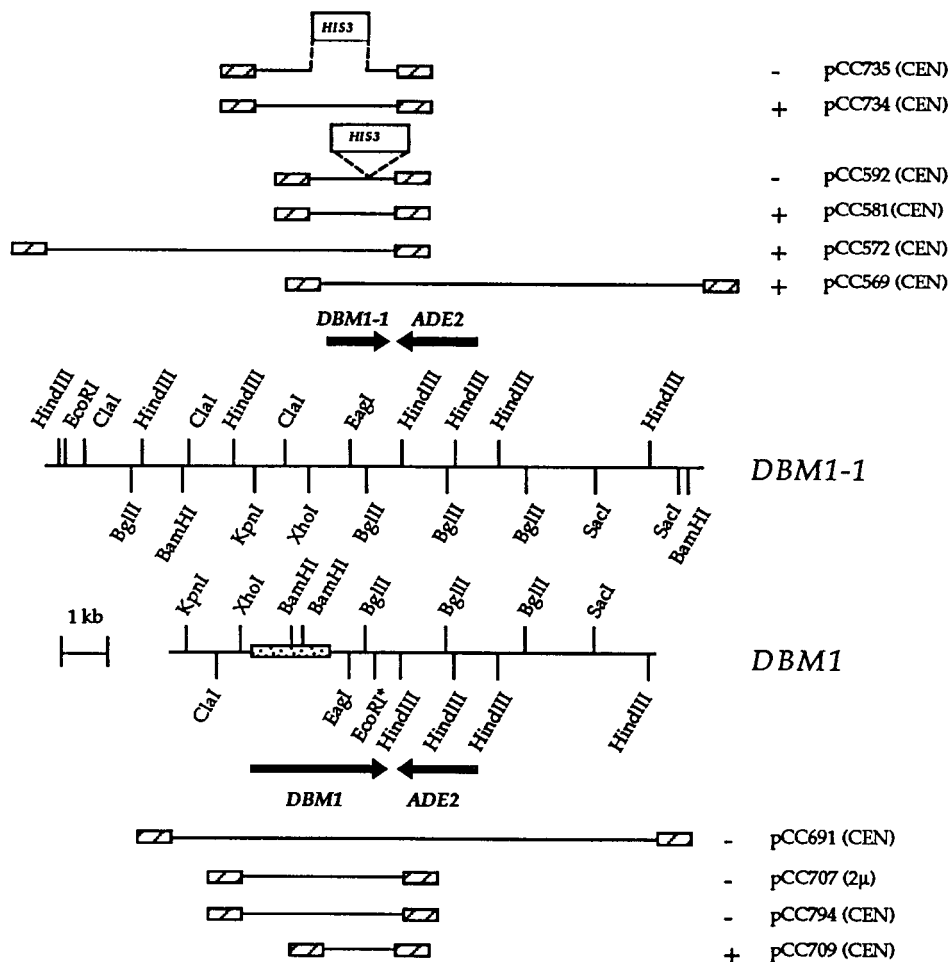 HIS3
- pCC735 (CEN)
+ pCC734 (CEN)
HIS3
- pCC592 (CEN)
+ pCC581(CEN)
+ pCC572 (CEN)
+ pCC569 (CEN)
DBM1-1 ADE2
HindIII EcoRI ClaI HindIII ClaI HindIII ClaI EagI HindIII HindIII HindIII HindIII
DBM1-1
BglII BamHI KpnI XhoI BglII BglII BglII SacI SacI BamHI
KpnI XhoI BamHI BamHI BglII BglII BglII SacI
1 kb
DBM1
ClaI EagI EcoRI* HindIII HindIII HindIII HindIII
DBM1 ADE2
- pCC691 (CEN)
- pCC707 (2μ)
- pCC794 (CEN)
+ pCC709 (CEN)